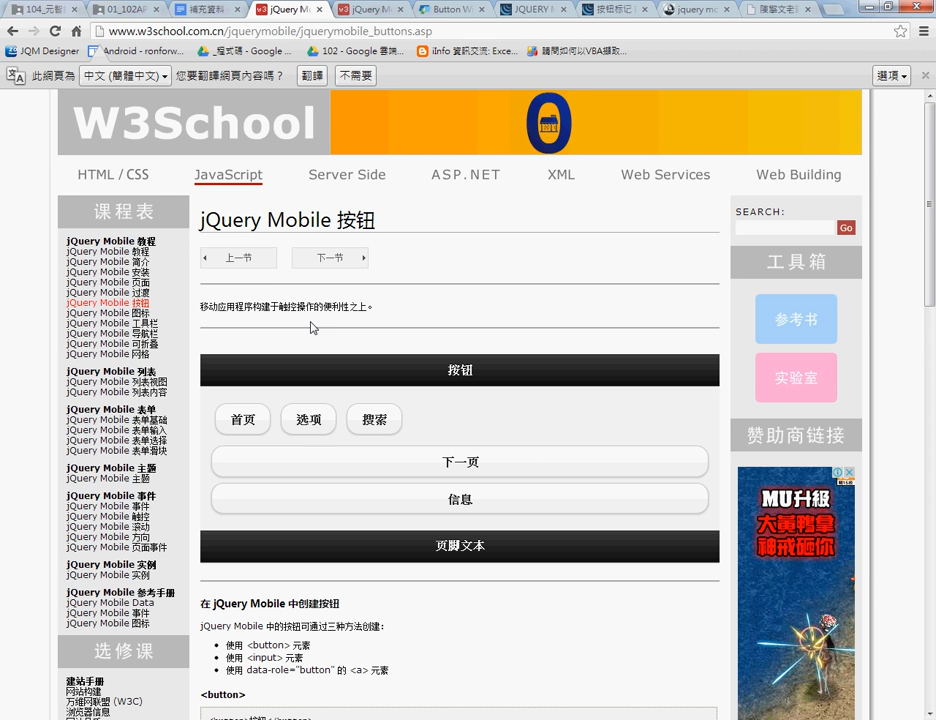 104_元智
01_102AP
補充資料
jQuery M
jQuery M
Button W
JQUERY M
按钮标记
jquery mo
陳擎文老
www.w3school.com.cn/jquerymobile/jquerymobile_buttons.asp
JQM Designer
Android - ronforw...
_程式碼 - Google ...
102 - Google 雲端...
iInfo 資訊交流: Exce...
請問如何以VBA擷取...
此網頁為
中文 (簡體中文)
您要翻譯網頁內容嗎？
翻譯
不需要
選項
W3School
HTML / CSS
JavaScript
Server Side
ASP.NET
XML
Web Services
Web Building
课程表
jQuery Mobile 教程
jQuery Mobile 教程
jQuery Mobile 简介
jQuery Mobile 安装
jQuery Mobile 页面
jQuery Mobile 过渡
jQuery Mobile 按钮
jQuery Mobile 图标
jQuery Mobile 工具栏
jQuery Mobile 导航栏
jQuery Mobile 可折叠
jQuery Mobile 网格
jQuery Mobile 列表
jQuery Mobile 列表视图
jQuery Mobile 列表内容
jQuery Mobile 表单
jQuery Mobile 表单基础
jQuery Mobile 表单输入
jQuery Mobile 表单选择
jQuery Mobile 表单滑块
jQuery Mobile 主题
jQuery Mobile 主题
jQuery Mobile 事件
jQuery Mobile 事件
jQuery Mobile 触控
jQuery Mobile 滚动
jQuery Mobile 方向
jQuery Mobile 页面事件
jQuery Mobile 实例
jQuery Mobile 实例
jQuery Mobile 参考手册
jQuery Mobile Data
jQuery Mobile 事件
jQuery Mobile 图标
选修课
建站手册
网站构建
万维网联盟 (W3C)
浏览器信息
jQuery Mobile 按钮
上一节
下一节
移动应用程序构建于触控操作的便利性之上。
按钮
首页
选项
搜索
下一页
信息
页脚文本
在 jQuery Mobile 中创建按钮
jQuery Mobile 中的按钮可通过三种方法创建：
• 使用 <button> 元素
• 使用 <input> 元素
• 使用 data-role="button" 的 <a> 元素
<button>
<button>按钮</button>
SEARCH:
Go
工具箱
参考书
实验室
赞助商链接
MU升級
大黃鴨拿
神戒砸你